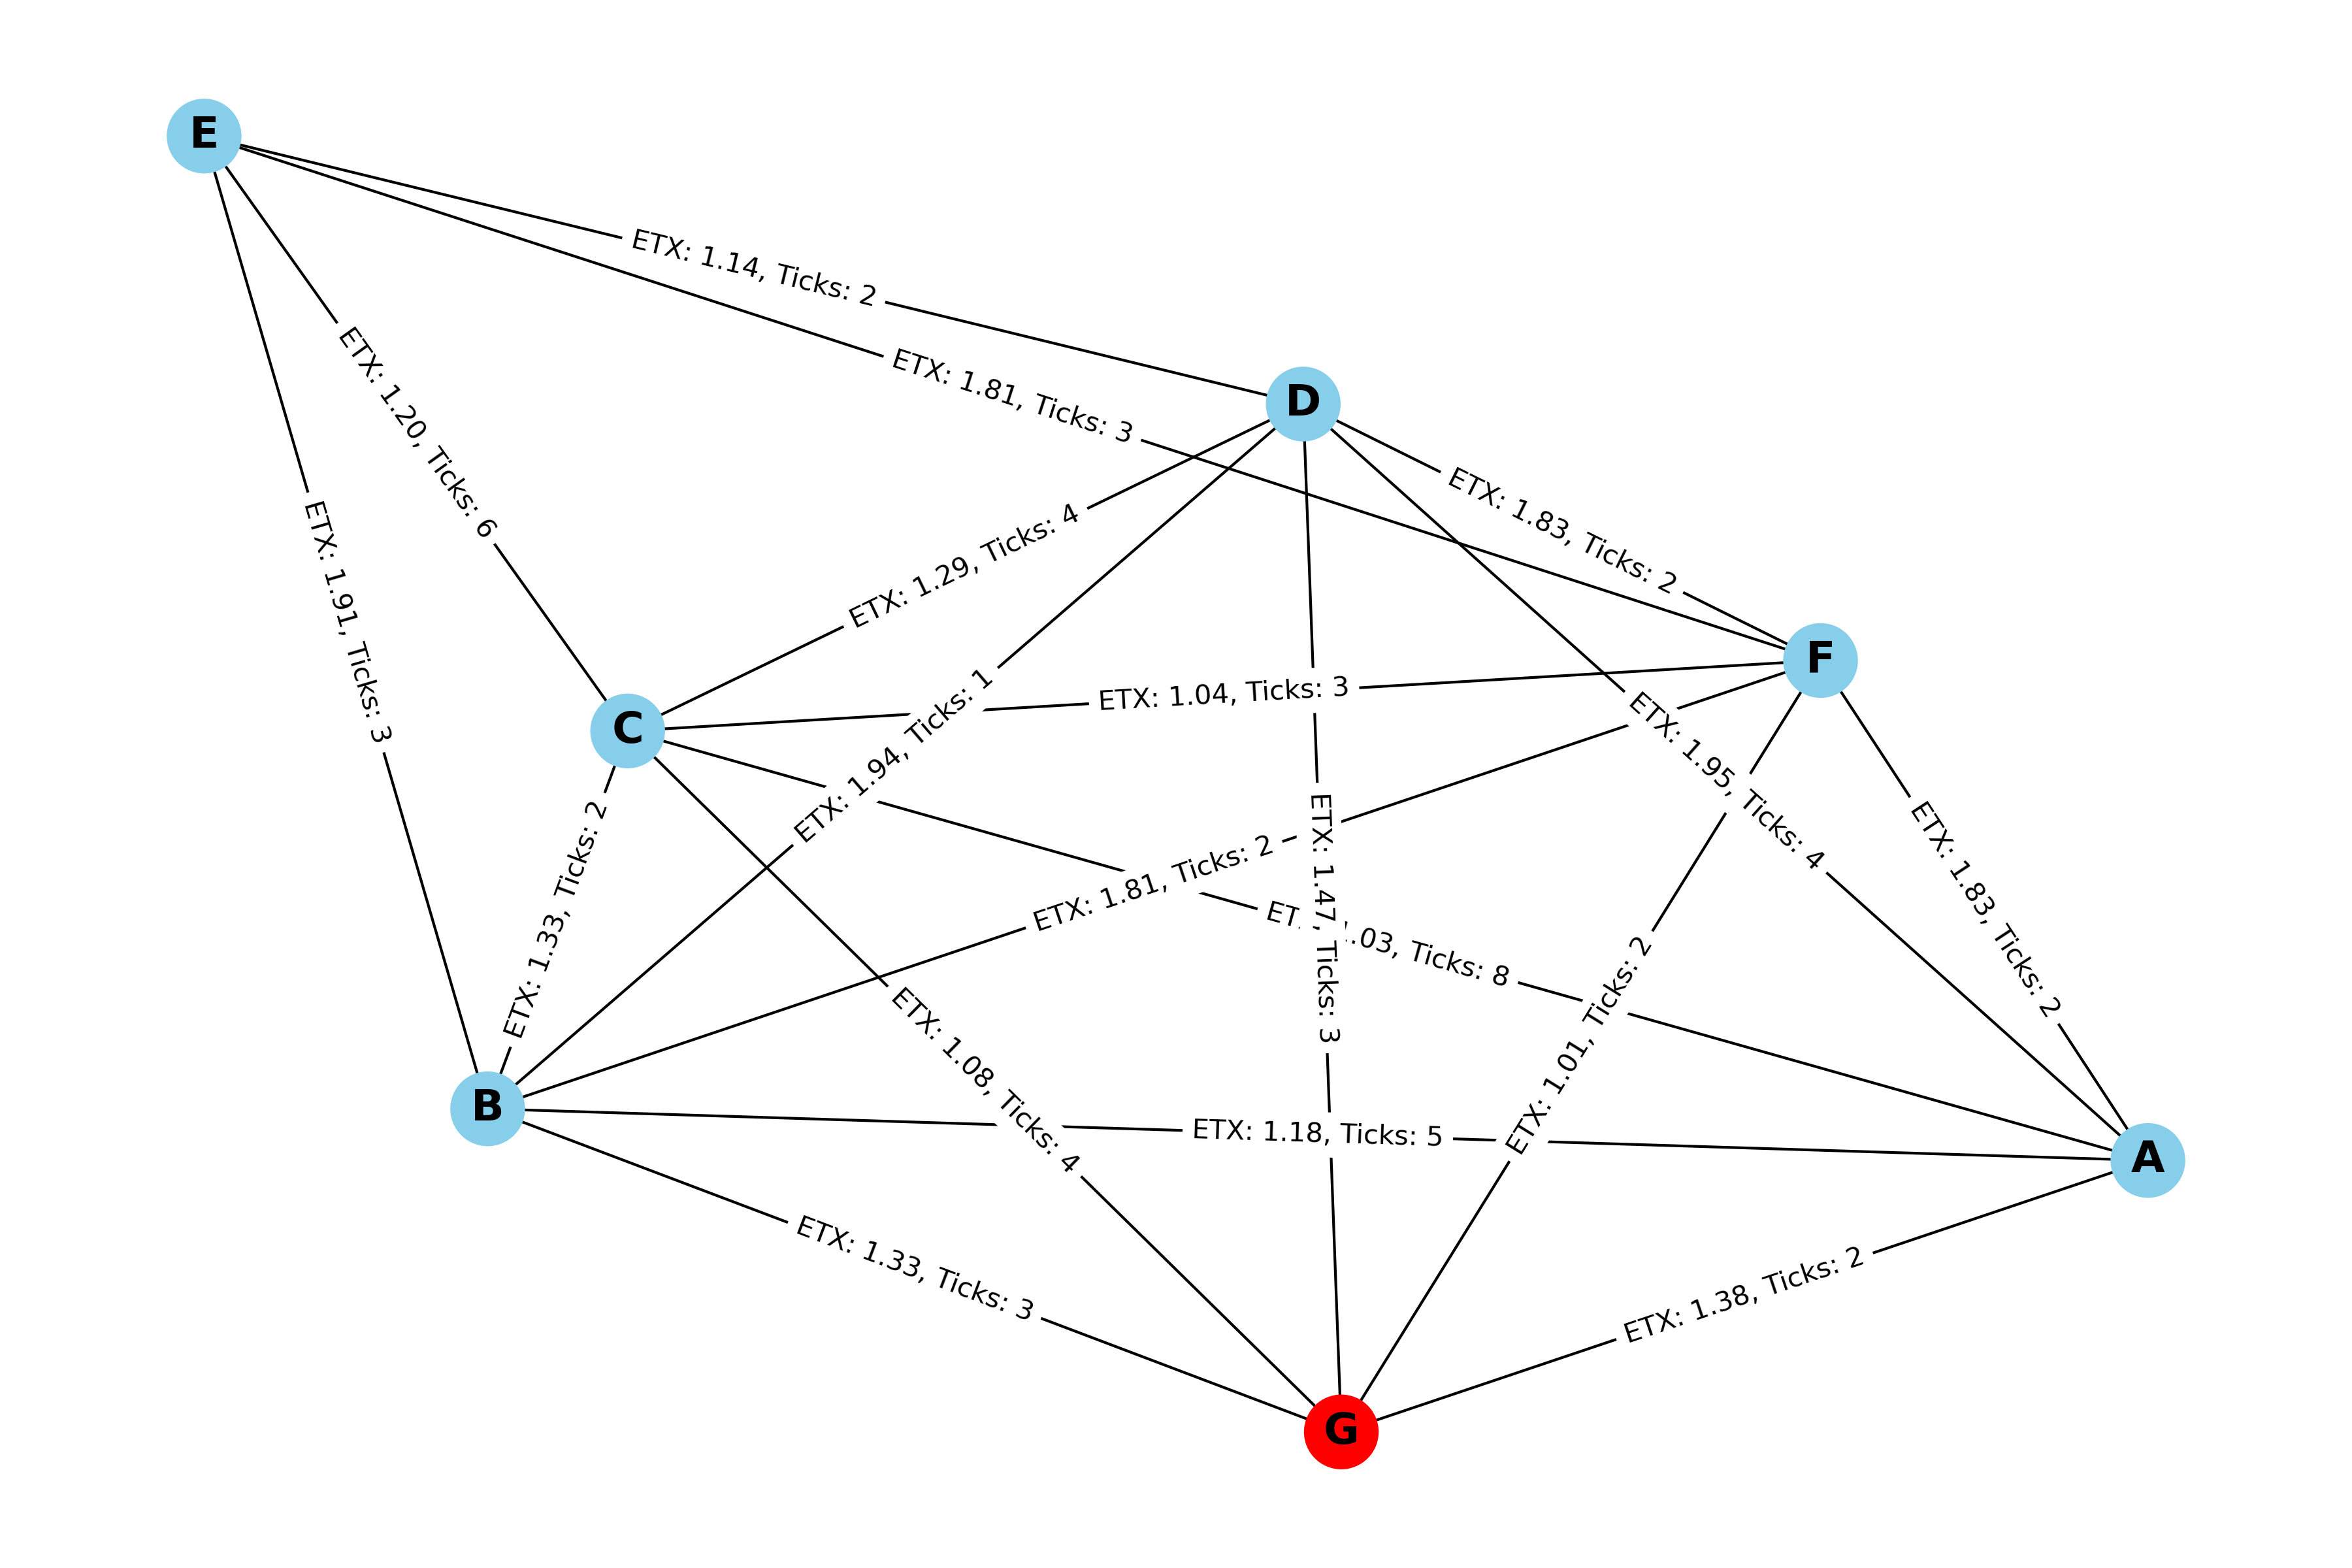 E
ETX: 1.14, Ticks: 2
ETX: 1.81, Ticks: 3
D
ETX: 1.20, Ticks: 6
ETX: 1.83, Ticks: 2
ETX: 1.29, Ticks: 4
ETX: 1.91, Ticks: 3
F
ETX: 1.04, Ticks: 3
C
ETX: 1.94, Ticks: 1
ETX: 1.95, Ticks: 4
ETX: 1.81, Ticks: 2
ETX: 1.47, Ticks: 3
ET .03, Ticks: 8
ETX: 1.33, Ticks: 2
ETX: 1.83, Ticks: 2
ETX: 1.01, Ticks: 2
ETX: 1.08, Ticks: 4
B
ETX: 1.18, Ticks: 5
A
ETX: 1.33, Ticks: 3
ETX: 1.38, Ticks: 2
G